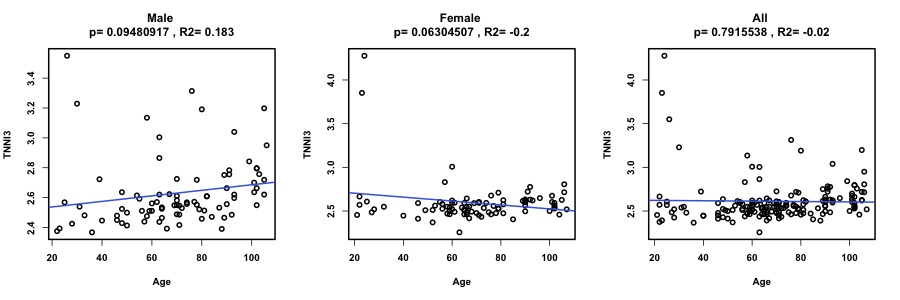 Male
p= 0.09480917 , R2= 0.183
TNNI3
2.4 2.6 2.8 3.0 3.2 3.4
20 40 60 80 100
Age
Female
p= 0.06304507 , R2= -0.2
TNNI3
2.5 3.0 3.5 4.0
20 40 60 80 100
Age
All
p= 0.7915538 , R2= -0.02
TNNI3
2.5 3.0 3.5 4.0
20 40 60 80 100
Age